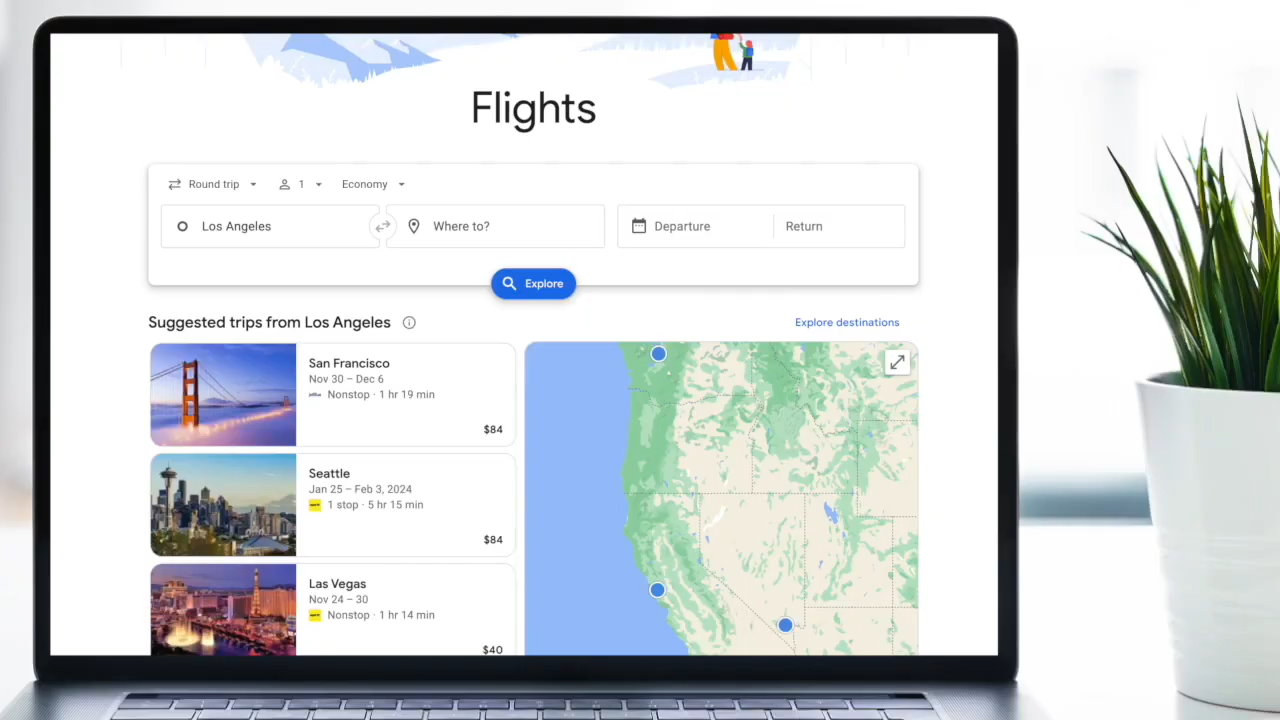 Flights
Round trip 1 Economy
Los Angeles Where to? Departure Return
Explore
Suggested trips from Los Angeles Explore destinations
San Francisco
Nov 30 – Dec 6
Nonstop · 1 hr 19 min
$84
Seattle
Jan 25 – Feb 3, 2024
1 stop · 5 hr 15 min
$84
Las Vegas
Nov 24 – 30
Nonstop · 1 hr 14 min
$40